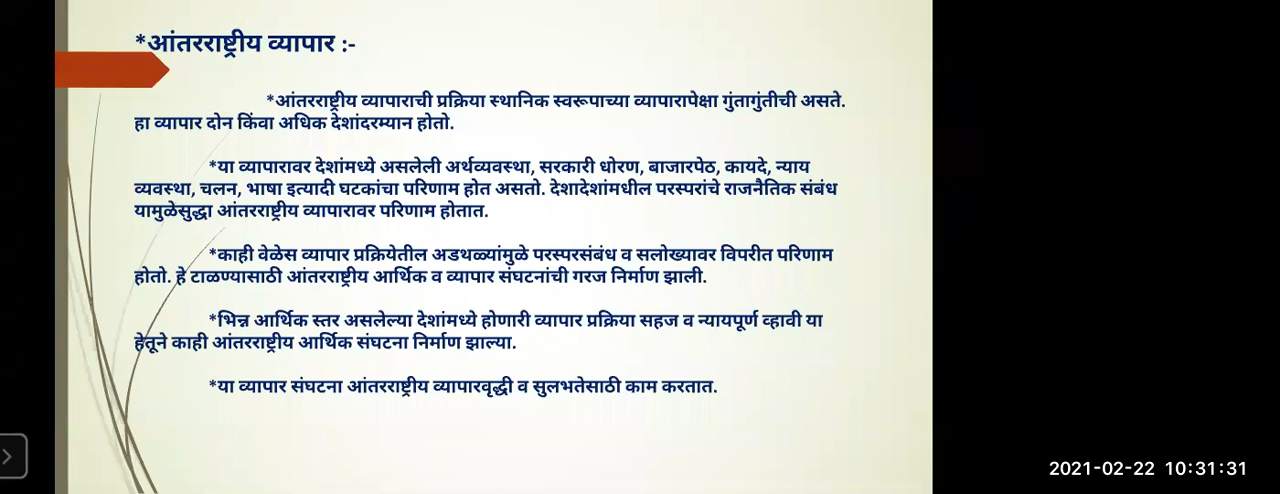 *आंतरराष्ट्रीय व्यापार :-
*आंतरराष्ट्रीय व्यापाराची प्रक्रिया स्थानिक स्वरूपाच्या व्यापारापेक्षा गुंतागुंतीची असते.
हा व्यापार दोन किंवा अधिक देशांदरम्यान होतो.
*या व्यापारावर देशांमध्ये असलेली अर्थव्यवस्था, सरकारी धोरण, बाजारपेठ, कायदे, न्याय
व्यवस्था, चलन, भाषा इत्यादी घटकांचा परिणाम होत असतो. देशादेशांमधील परस्परांचे राजनैतिक संबंध
यामुळेसुद्धा आंतरराष्ट्रीय व्यापारावर परिणाम होतात.
*काही वेळेस व्यापार प्रक्रियेतील अडथळ्यांमुळे परस्परसंबंध व सलोख्यावर विपरीत परिणाम
होतो. हे टाळण्यासाठी आंतरराष्ट्रीय आर्थिक व व्यापार संघटनांची गरज निर्माण झाली.
*भिन्न आर्थिक स्तर असलेल्या देशांमध्ये होणारी व्यापार प्रक्रिया सहज व न्यायपूर्ण व्हावी या
हेतूने काही आंतरराष्ट्रीय आर्थिक संघटना निर्माण झाल्या.
*या व्यापार संघटना आंतरराष्ट्रीय व्यापारवृद्धी व सुलभतेसाठी काम करतात.
2021-02-22 10:31:31